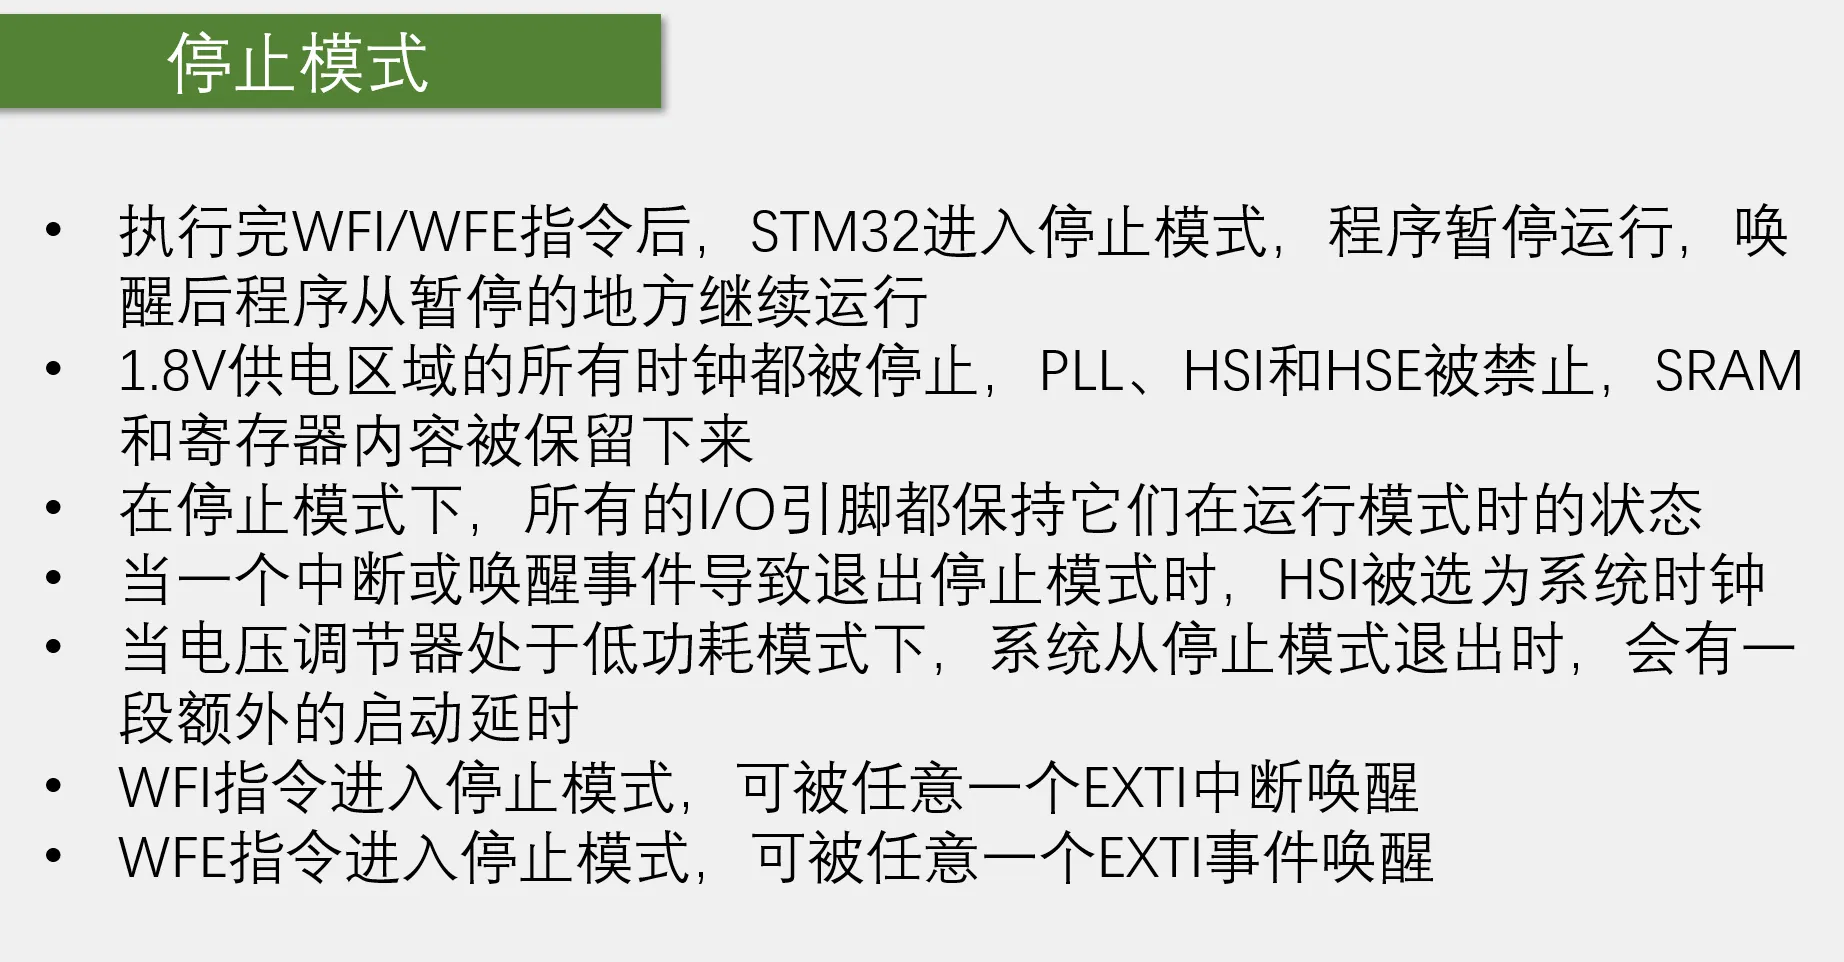 停止模式
• 执行完WFI/WFE指令后，STM32进入停止模式，程序暂停运行，唤
醒后程序从暂停的地方继续运行
• 1.8V供电区域的所有时钟都被停止，PLL、HSI和HSE被禁止，SRAM
和寄存器内容被保留下来
• 在停止模式下，所有的I/O引脚都保持它们在运行模式时的状态
• 当一个中断或唤醒事件导致退出停止模式时，HSI被选为系统时钟
• 当电压调节器处于低功耗模式下，系统从停止模式退出时，会有一
段额外的启动延时
• WFI指令进入停止模式，可被任意一个EXTI中断唤醒
• WFE指令进入停止模式，可被任意一个EXTI事件唤醒